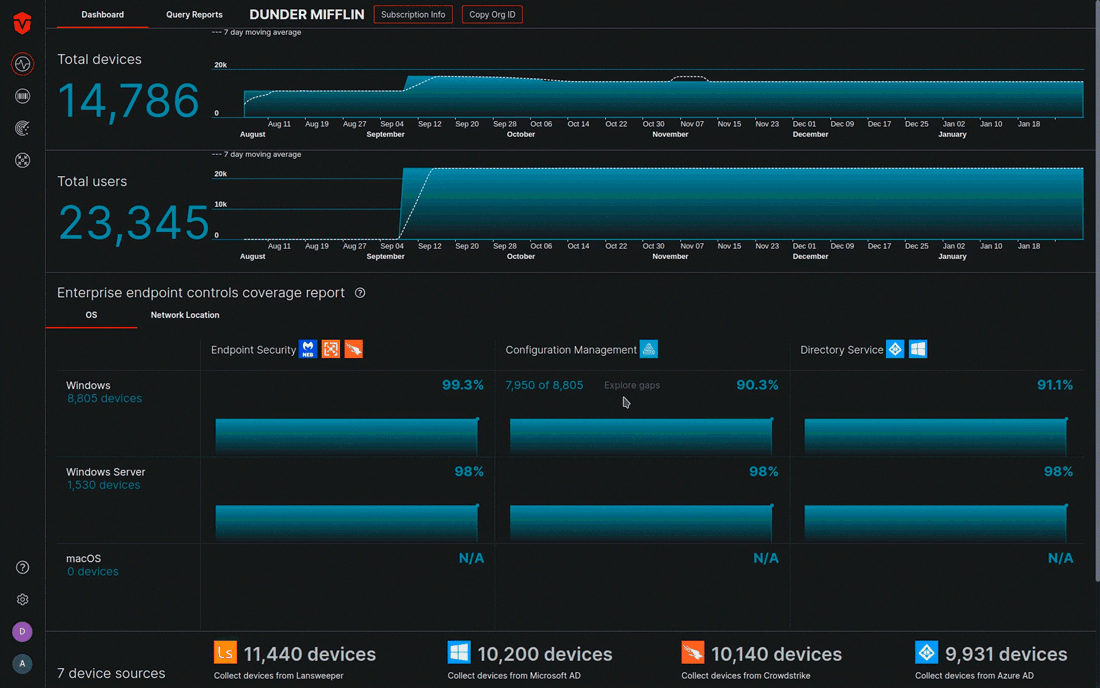 Dashboard
Query Reports
DUNDER MIFFLIN
Subscription Info
Copy Org ID
--- 7 day moving average
Total devices
14,786
20k
0
Aug 11 Aug 19 Aug 27 Sep 04 Sep 12 Sep 20 Sep 28 Oct 06 Oct 14 Oct 22 Oct 30 Nov 07 Nov 15 Nov 23 Dec 01 Dec 09 Dec 17 Dec 25 Jan 02 Jan 10 Jan 18
August September October November December January
--- 7 day moving average
Total users
23,345
20k
10k
0
Aug 11 Aug 19 Aug 27 Sep 04 Sep 12 Sep 20 Sep 28 Oct 06 Oct 14 Oct 22 Oct 30 Nov 07 Nov 15 Nov 23 Dec 01 Dec 09 Dec 17 Dec 25 Jan 02 Jan 10 Jan 18
August September October November December January
Enterprise endpoint controls coverage report ?
OS
Network Location
Endpoint Security NEB
Configuration Management
Directory Service
Windows
8,805 devices
99.3%
7,950 of 8,805
Explore gaps
90.3%
91.1%
Windows Server
1,530 devices
98%
98%
98%
macOS
0 devices
N/A
N/A
N/A
?
D
A
7 device sources
Ls 11,440 devices
Collect devices from Lansweeper
10,200 devices
Collect devices from Microsoft AD
10,140 devices
Collect devices from Crowdstrike
9,931 devices
Collect devices from Azure AD